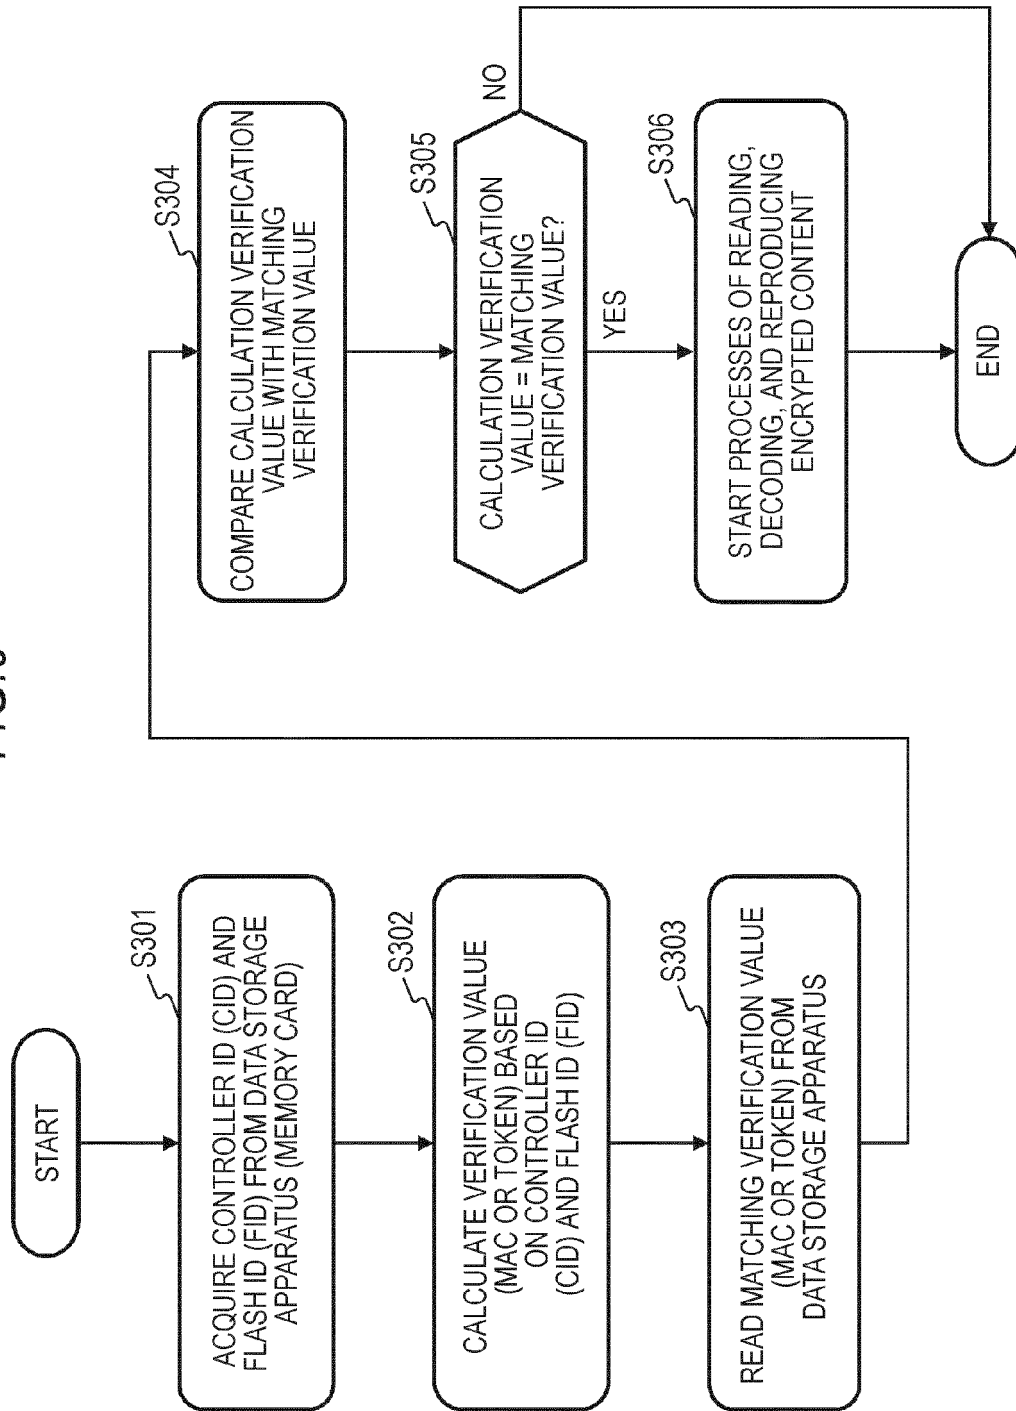 START
S301
ACQUIRE CONTROLLER ID (CID) AND
FLASH ID (FID) FROM DATA STORAGE
APPARATUS (MEMORY CARD)
S302
CALCULATE VERIFICATION VALUE
(MAC OR TOKEN) BASED
ON CONTROLLER ID
(CID) AND FLASH ID (FID)
S303
READ MATCHING VERIFICATION VALUE
(MAC OR TOKEN) FROM
DATA STORAGE APPARATUS
S304
COMPARE CALCULATION VERIFICATION
VALUE WITH MATCHING
VERIFICATION VALUE
S305
CALCULATION VERIFICATION
VALUE = MATCHING
VERIFICATION VALUE?
NO
YES
S306
START PROCESSES OF READING,
DECODING, AND REPRODUCING
ENCRYPTED CONTENT
END